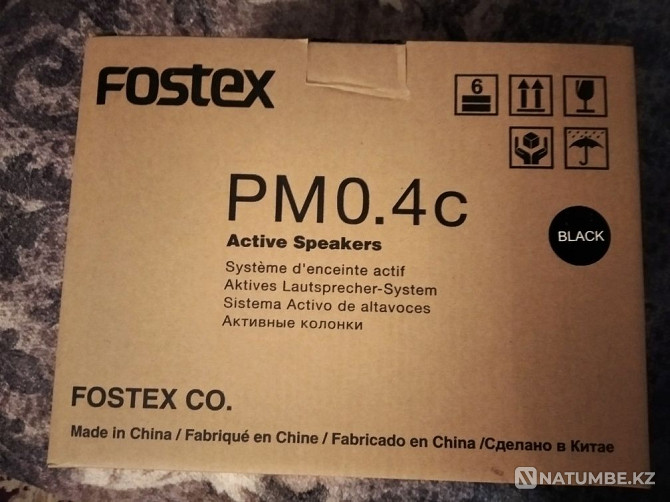 FOSTEX
6
PM0.4c
BLACK
Active Speakers
Système d'enceinte actif
Aktives Lautsprecher-System
Sistema Activo de altavoces
Активные колонки
FOSTEX CO.
Made in China / Fabriqué en Chine / Fabricado en China /Сделано в Китае
NATUMBE.KZ